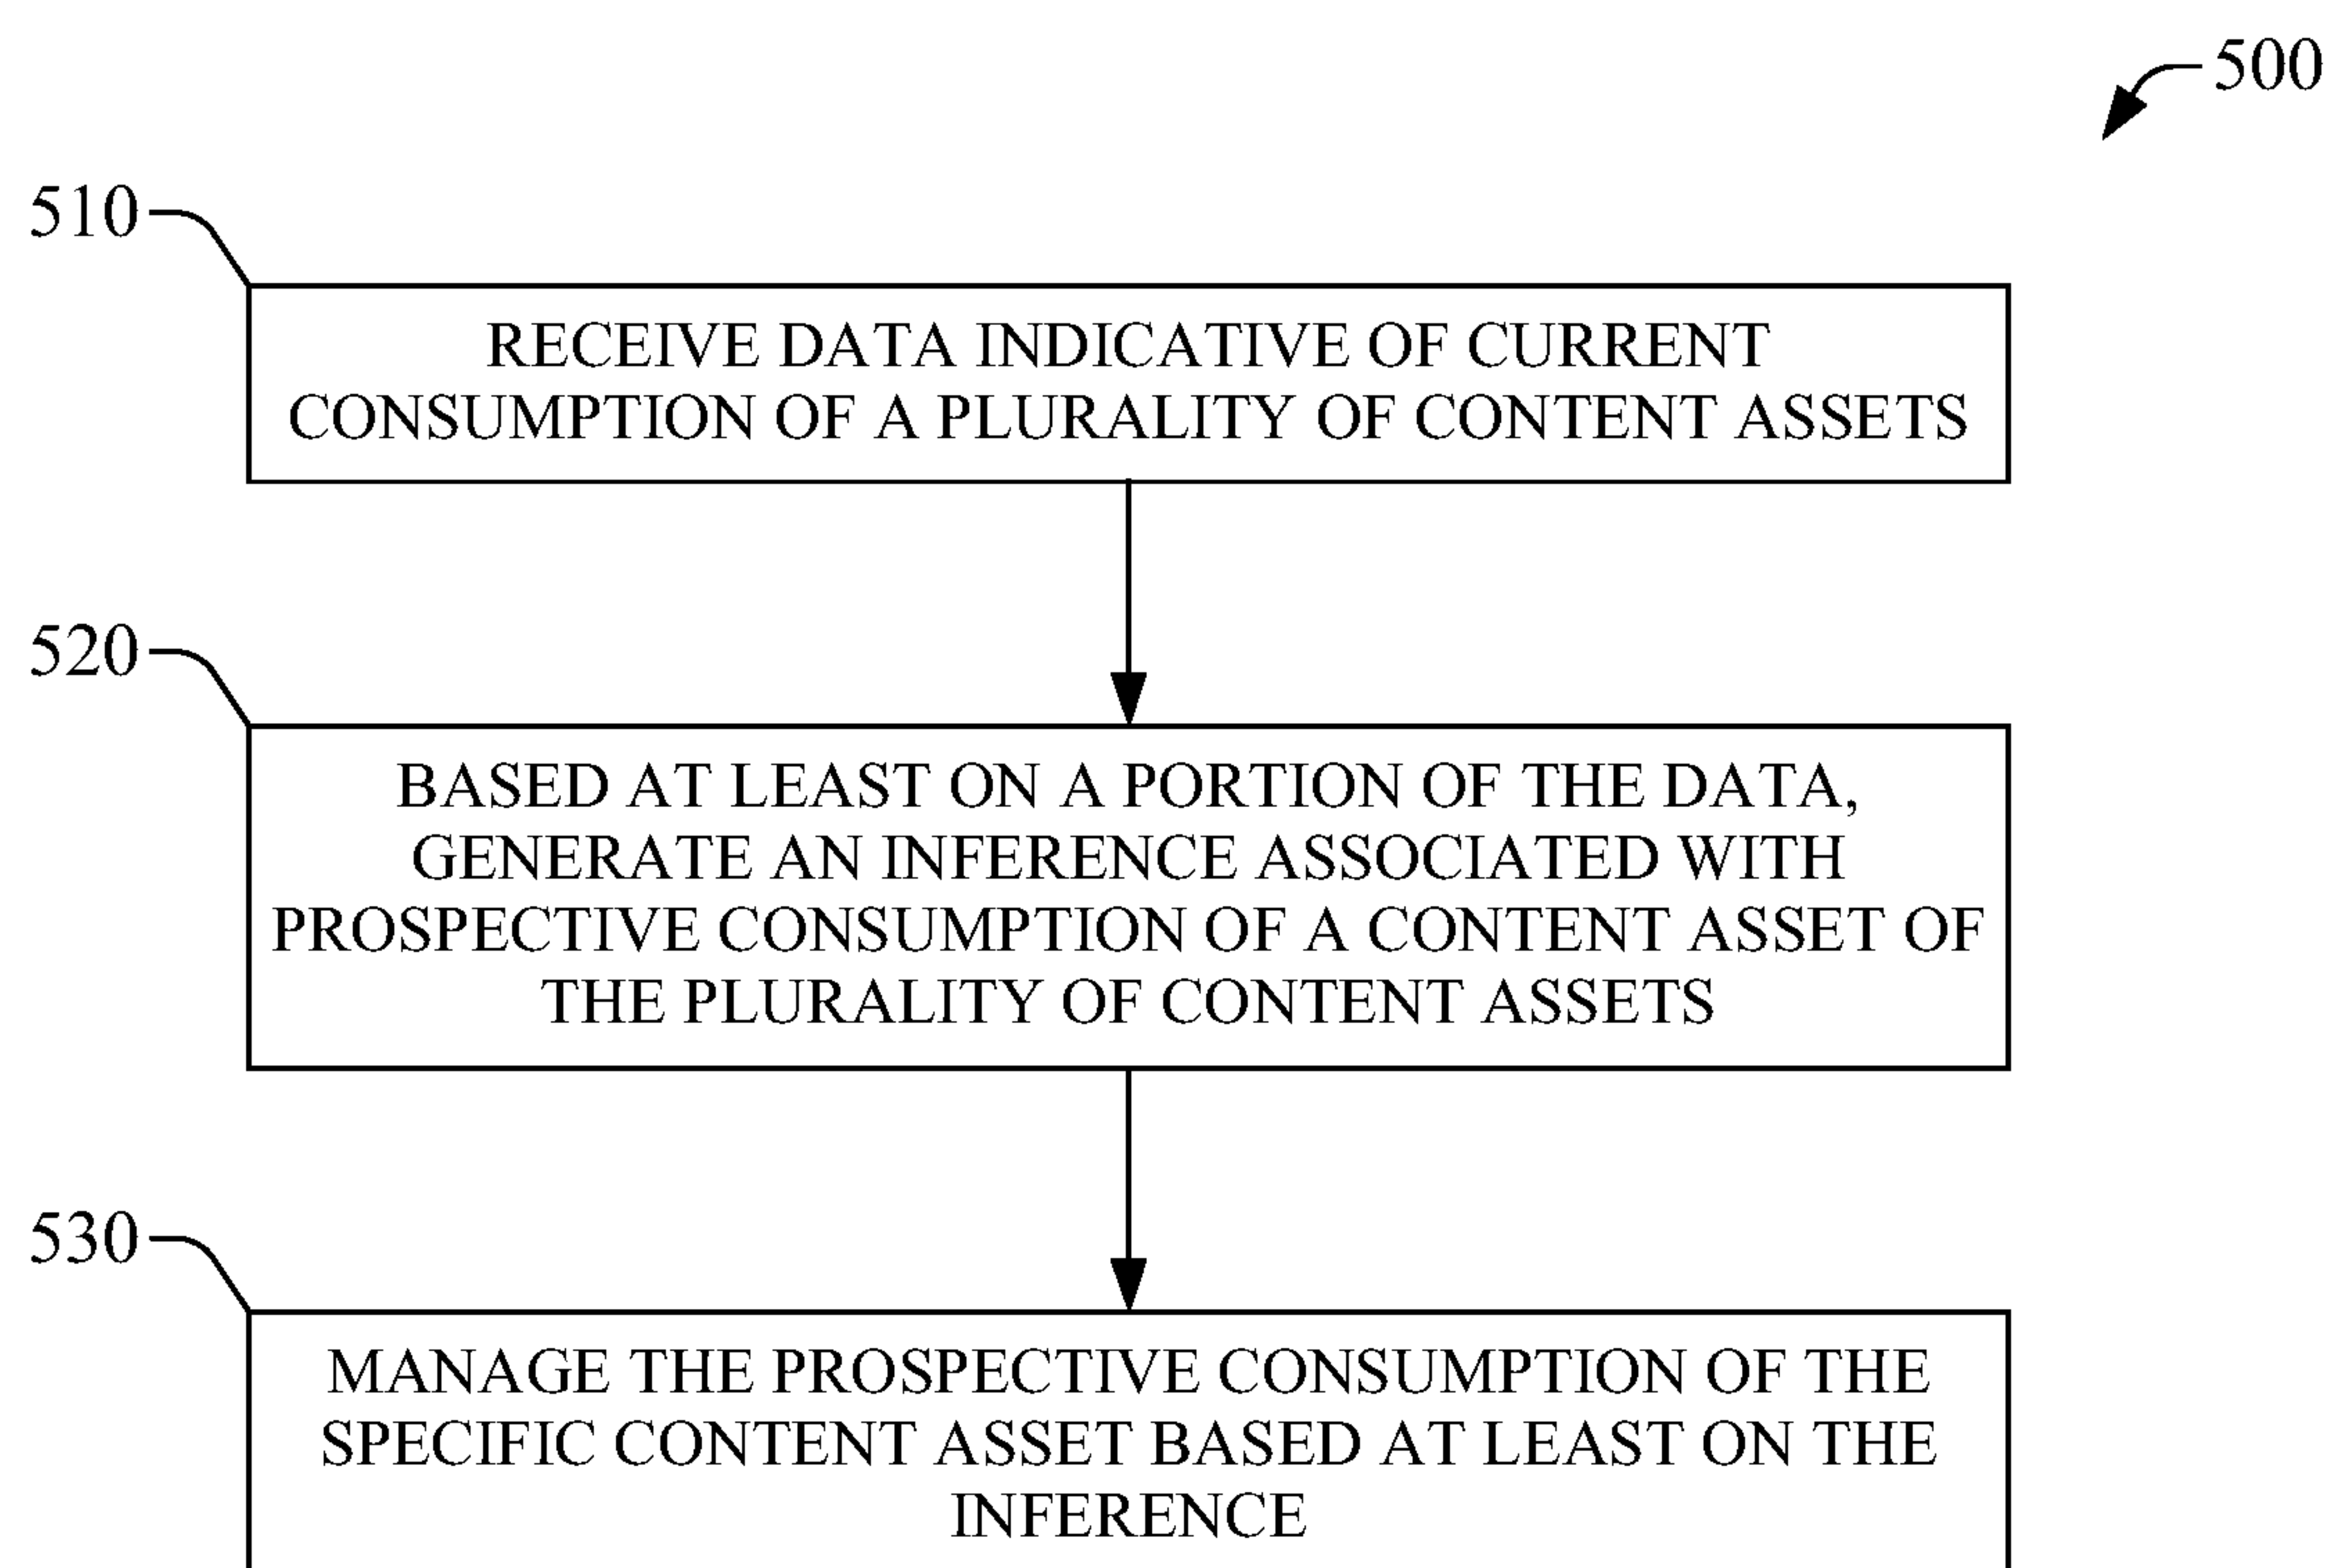 500
510
RECEIVE DATA INDICATIVE OF CURRENT
CONSUMPTION OF A PLURALITY OF CONTENT ASSETS
520
BASED AT LEAST ON A PORTION OF THE DATA,
GENERATE AN INFERENCE ASSOCIATED WITH
PROSPECTIVE CONSUMPTION OF A CONTENT ASSET OF
THE PLURALITY OF CONTENT ASSETS
530
MANAGE THE PROSPECTIVE CONSUMPTION OF THE
SPECIFIC CONTENT ASSET BASED AT LEAST ON THE
INFERENCE